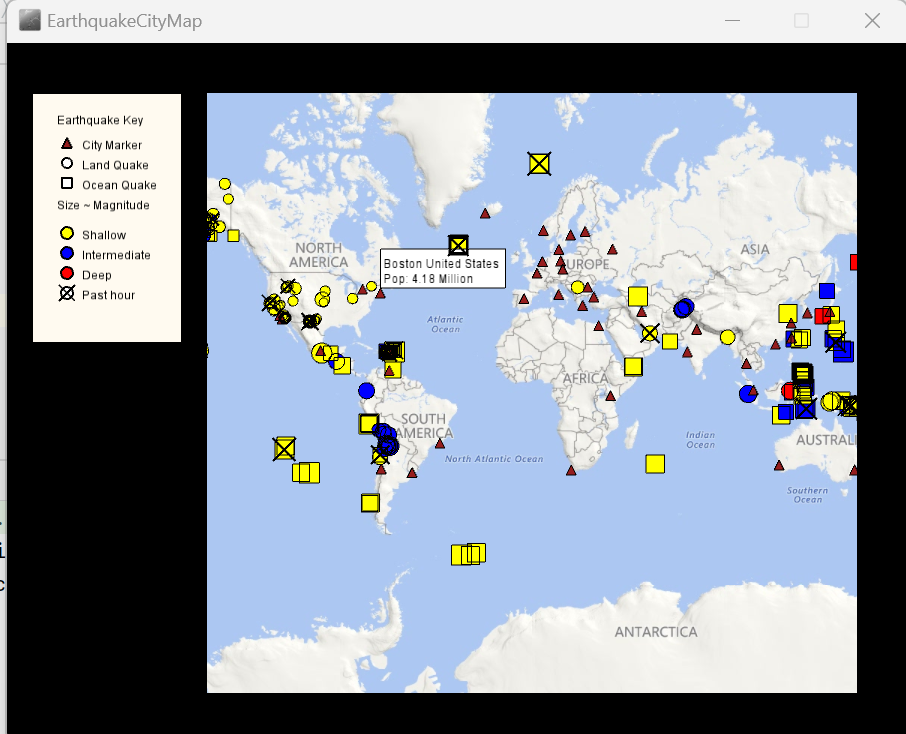 EarthquakeCityMap
Earthquake Key
City Marker
Land Quake
Ocean Quake
Size ~ Magnitude
Shallow
Intermediate
Deep
Past hour
NORTH
AMERICA
ASIA
Boston United States
Pop: 4.18 Million
UROPE
Atlantic
Ocean
AFRICA
SOUTH
AMERICA
Indian
Ocean
AUSTRALI
North Atlantic Ocean
Southern
Ocean
ANTARCTICA